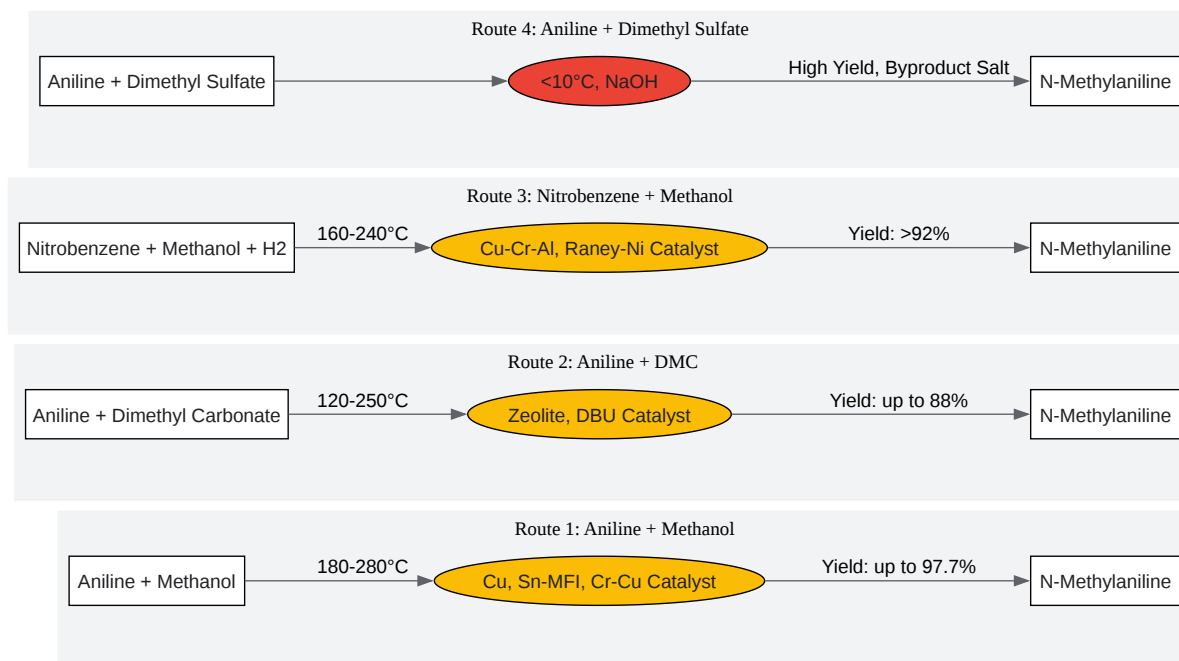 Route 4: Aniline + Dimethyl Sulfate
Aniline + Dimethyl Sulfate
<10°C, NaOH
High Yield, Byproduct Salt
N-Methylaniline
Route 3: Nitrobenzene + Methanol
Nitrobenzene + Methanol + H2
160-240°C
Cu-Cr-Al, Raney-Ni Catalyst
Yield: >92%
N-Methylaniline
Route 2: Aniline + DMC
Aniline + Dimethyl Carbonate
120-250°C
Zeolite, DBU Catalyst
Yield: up to 88%
N-Methylaniline
Route 1: Aniline + Methanol
Aniline + Methanol
180-280°C
Cu, Sn-MFI, Cr-Cu Catalyst
Yield: up to 97.7%
N-Methylaniline